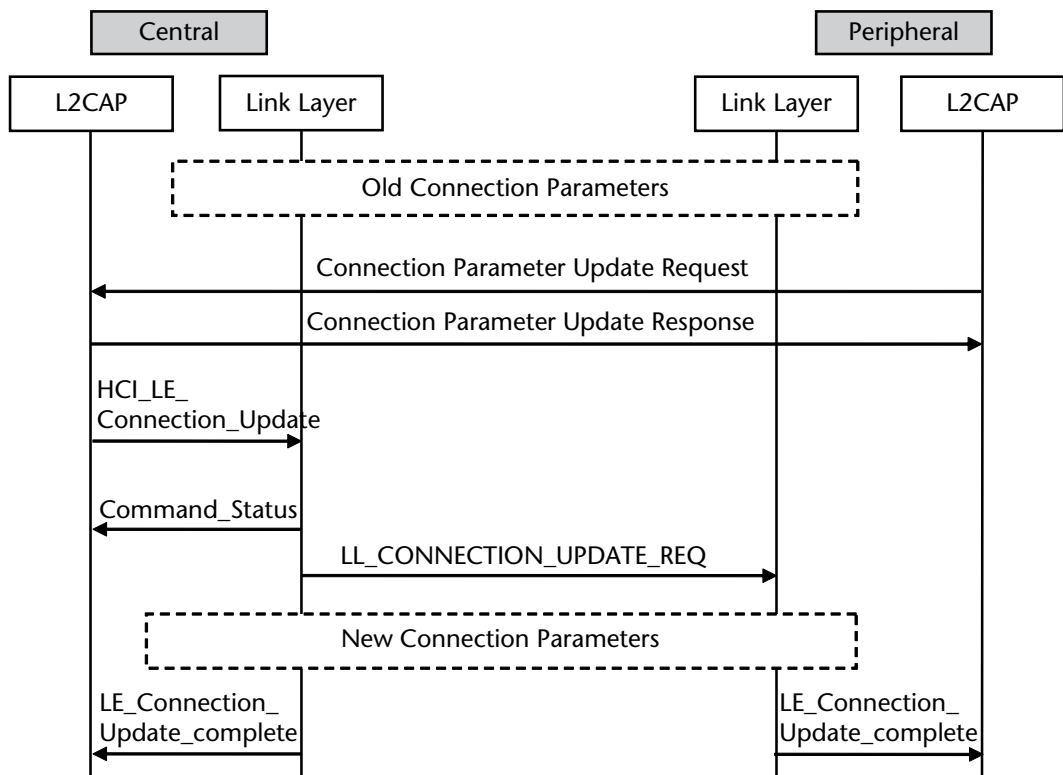 Central
Peripheral
L2CAP
Link Layer
Link Layer
L2CAP
Old Connection Parameters
Connection Parameter Update Request
Connection Parameter Update Response
HCI_LE_
Connection_Update
Command_Status
LL_CONNECTION_UPDATE_REQ
New Connection Parameters
LE_Connection_
Update_complete
LE_Connection_
Update_complete